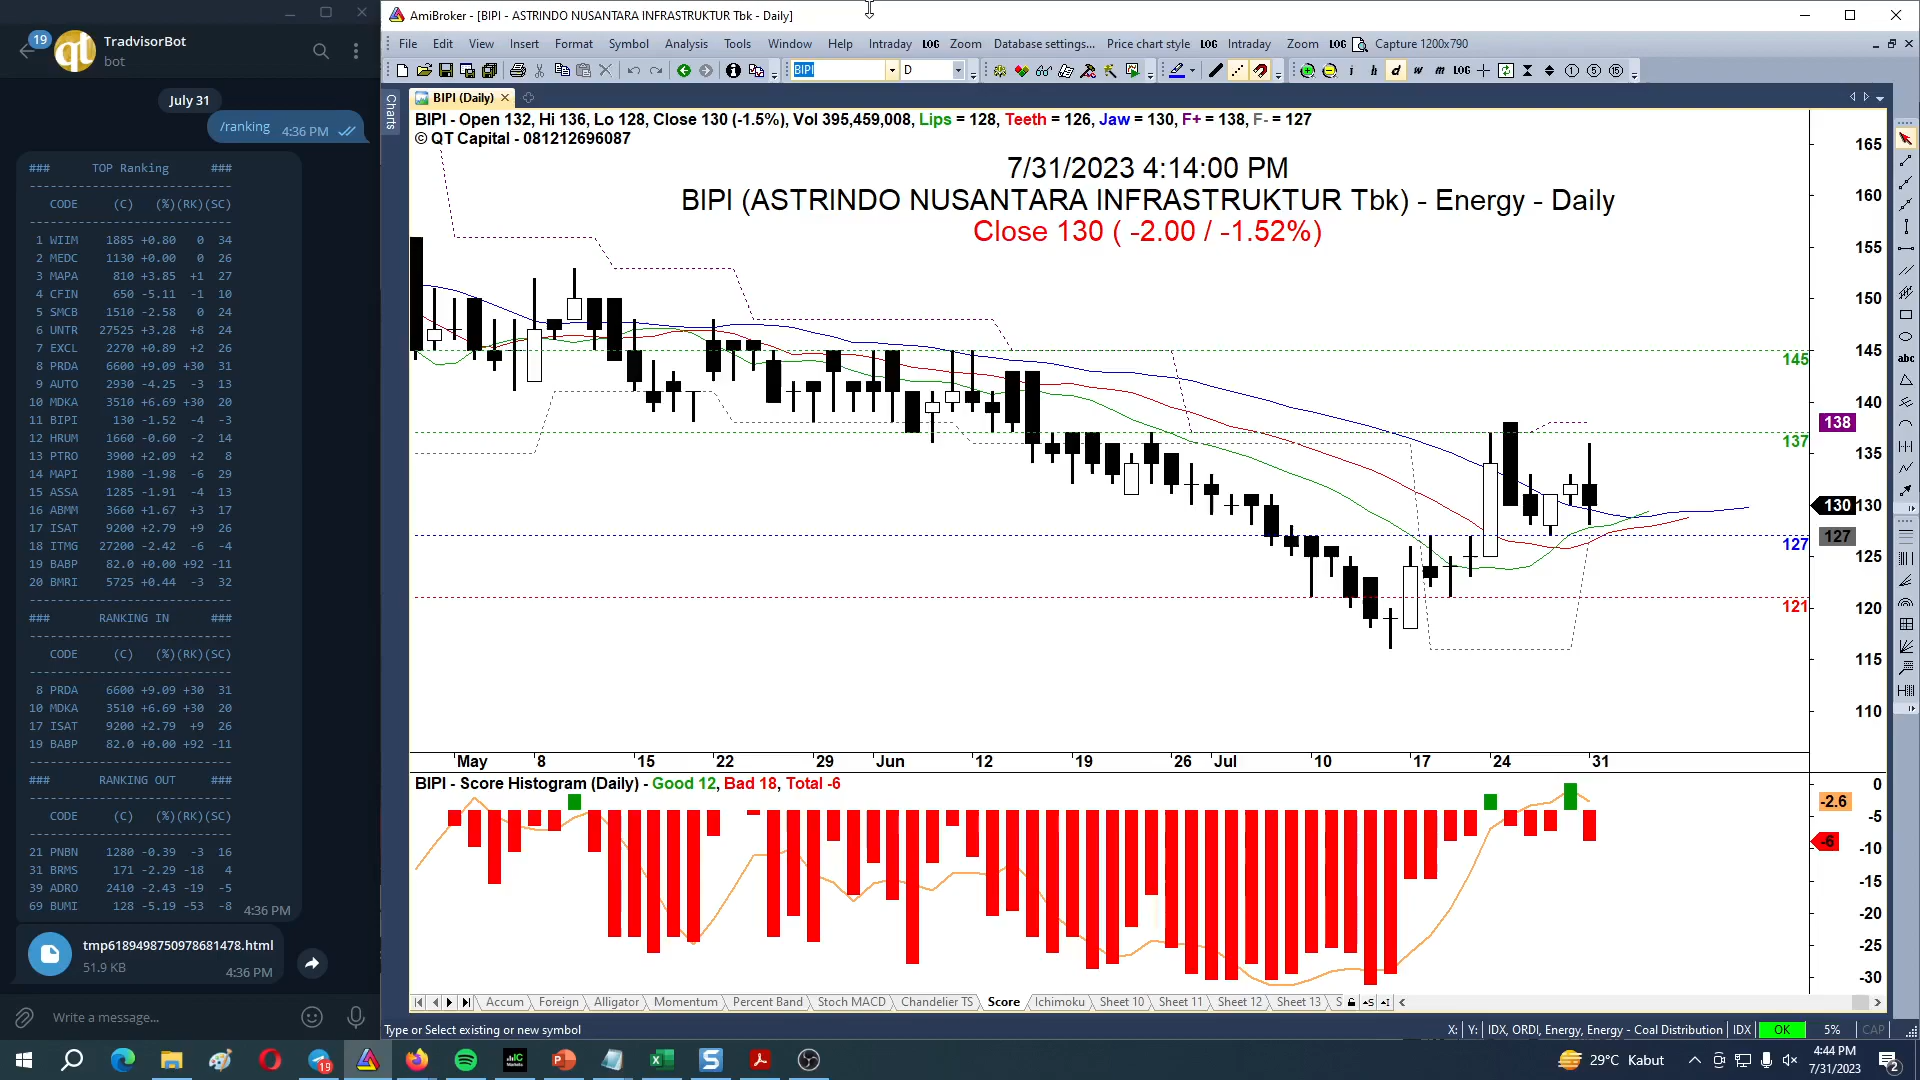 19
TradvisorBot
bot
July 31
/ranking 4:36 PM
### TOP Ranking ###
CODE (C) (%)(RK)(SC)
1 WIIM 1885 +0.80 0 34
2 MEDC 1130 +0.00 0 26
3 MAPA 810 +3.85 +1 27
4 CFIN 650 -5.11 -1 10
5 SMCB 1510 -2.58 0 24
6 UNTR 27525 +3.28 +8 24
7 EXCL 2270 +0.89 +2 26
8 PRDA 6600 +9.09 +30 31
9 AUTO 2930 -4.25 -3 13
10 MDKA 3510 +6.69 +30 20
11 BIPI 130 -1.52 -4 -3
12 HRUM 1660 -0.60 -2 14
13 PTRO 3900 +2.09 +2 8
14 MAPI 1980 -1.98 -6 29
15 ASSA 1285 -1.91 -4 13
16 ABMM 3660 +1.67 +3 17
17 ISAT 9200 +2.79 +9 26
18 ITMG 27200 -2.42 -6 -4
19 BABP 82.0 +0.00 +92 -11
20 BMRI 5725 +0.44 -3 32
### RANKING IN ###
CODE (C) (%)(RK)(SC)
8 PRDA 6600 +9.09 +30 31
10 MDKA 3510 +6.69 +30 20
17 ISAT 9200 +2.79 +9 26
19 BABP 82.0 +0.00 +92 -11
### RANKING OUT ###
CODE (C) (%)(RK)(SC)
21 PNBN 1280 -0.39 -3 16
31 BRMS 171 -2.29 -18 4
39 ADRO 2410 -2.43 -19 -5
69 BUMI 128 -5.19 -53 -8
4:36 PM
tmp6189498750978681478.html
51.9 KB
4:36 PM
Write a message...
AmiBroker - [BIPI - ASTRINDO NUSANTARA INFRASTRUKTUR Tbk - Daily]
File Edit View Insert Format Symbol Analysis Tools Window Help Intraday LOG Zoom Database settings... Price chart style LOG Intraday Zoom LOG Capture 1200x790
BIPI D
i h d w m LOG 1 5 15
Charts
BIPI (Daily)
BIPI - Open 132, Hi 136, Lo 128, Close 130 (-1.5%), Vol 395,459,008, Lips = 128, Teeth = 126, Jaw = 130, F+ = 138, F- = 127
© QT Capital - 081212696087
7/31/2023 4:14:00 PM
BIPI (ASTRINDO NUSANTARA INFRASTRUKTUR Tbk) - Energy - Daily
Close 130 ( -2.00 / -1.52%)
165
160
155
150
145
145
140
138
137
135
130 130
127
127
125
121
120
115
110
abc
May 8 15 22 29 Jun 12 19 26 Jul 10 17 24 31
BIPI - Score Histogram (Daily) - Good 12, Bad 18, Total -6
0
-2.6
-5
-6
-10
-15
-20
-25
-30
Accum Foreign Alligator Momentum Percent Band Stoch MACD Chandelier TS Score Ichimoku Sheet 10 Sheet 11 Sheet 12 Sheet 13 S
Type or Select existing or new symbol
X: Y: IDX, ORDI, Energy, Energy - Coal Distribution IDX OK 5% CAP
19
29°C Kabut
4:44 PM
7/31/2023
2